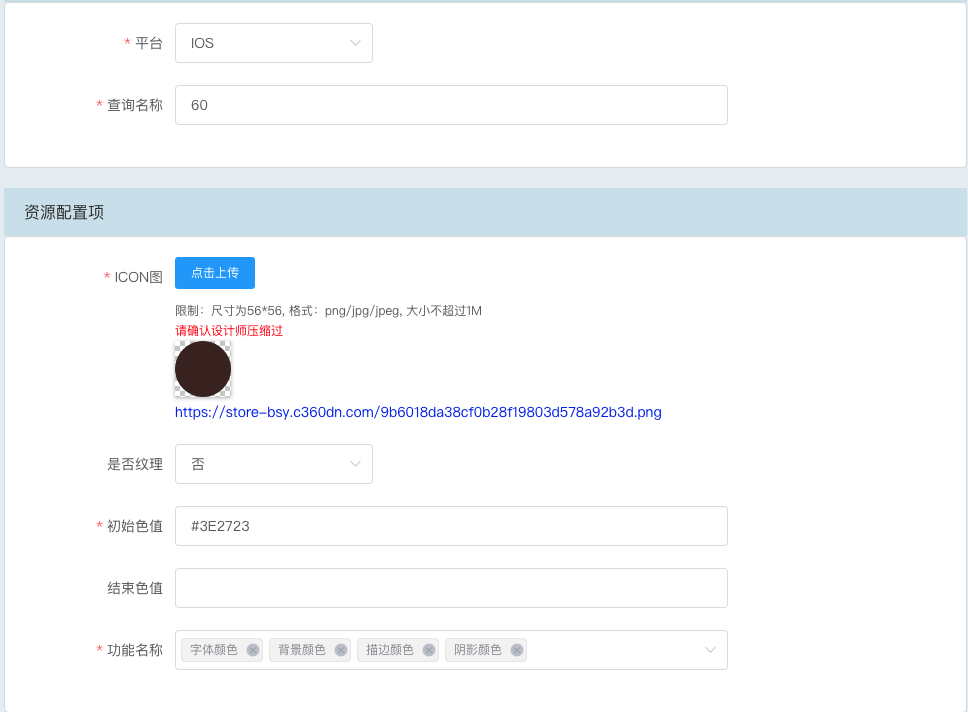 * 平台 IOS
* 查询名称 60
资源配置项
* ICON图 点击上传
限制：尺寸为56*56, 格式：png/jpg/jpeg, 大小不超过1M
请确认设计师压缩过
https://store-bsy.c360dn.com/9b6018da38cf0b28f19803d578a92b3d.png
是否纹理 否
* 初始色值 #3E2723
结束色值
* 功能名称 字体颜色 背景颜色 描边颜色 阴影颜色